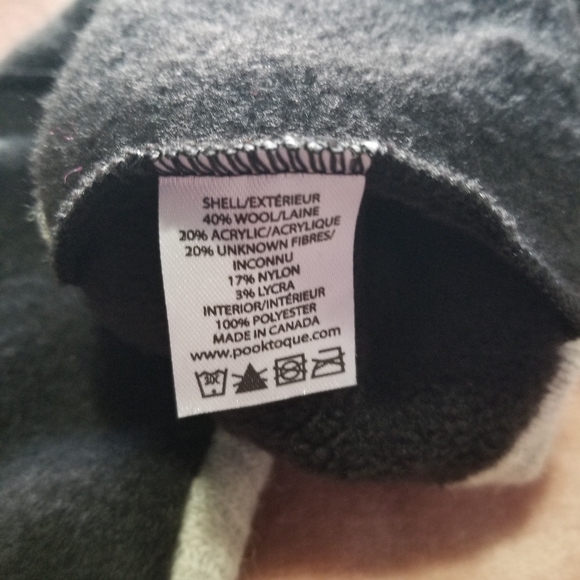 SHELL/EXTÉRIEUR
40% WOOL/LAINE
20% ACRYLIC/ACRYLIQUE
20% UNKNOWN FIBRES/
INCONNU
17% NYLON
3% LYCRA
INTERIOR/INTÉRIEUR
100% POLYESTER
MADE IN CANADA
www.pooktoque.com